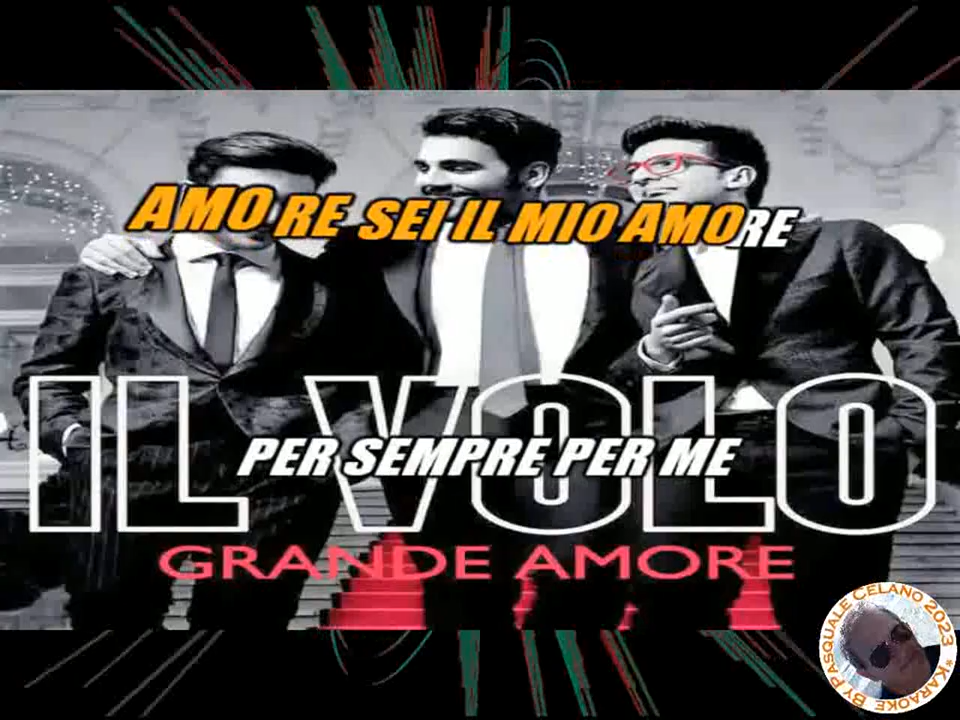 AMORE SEI IL MIO AMORE
IL VOLO
PER SEMPRE PER ME
GRANDE AMORE
PASQUALE CELANO 2023 *KARAOKE BY